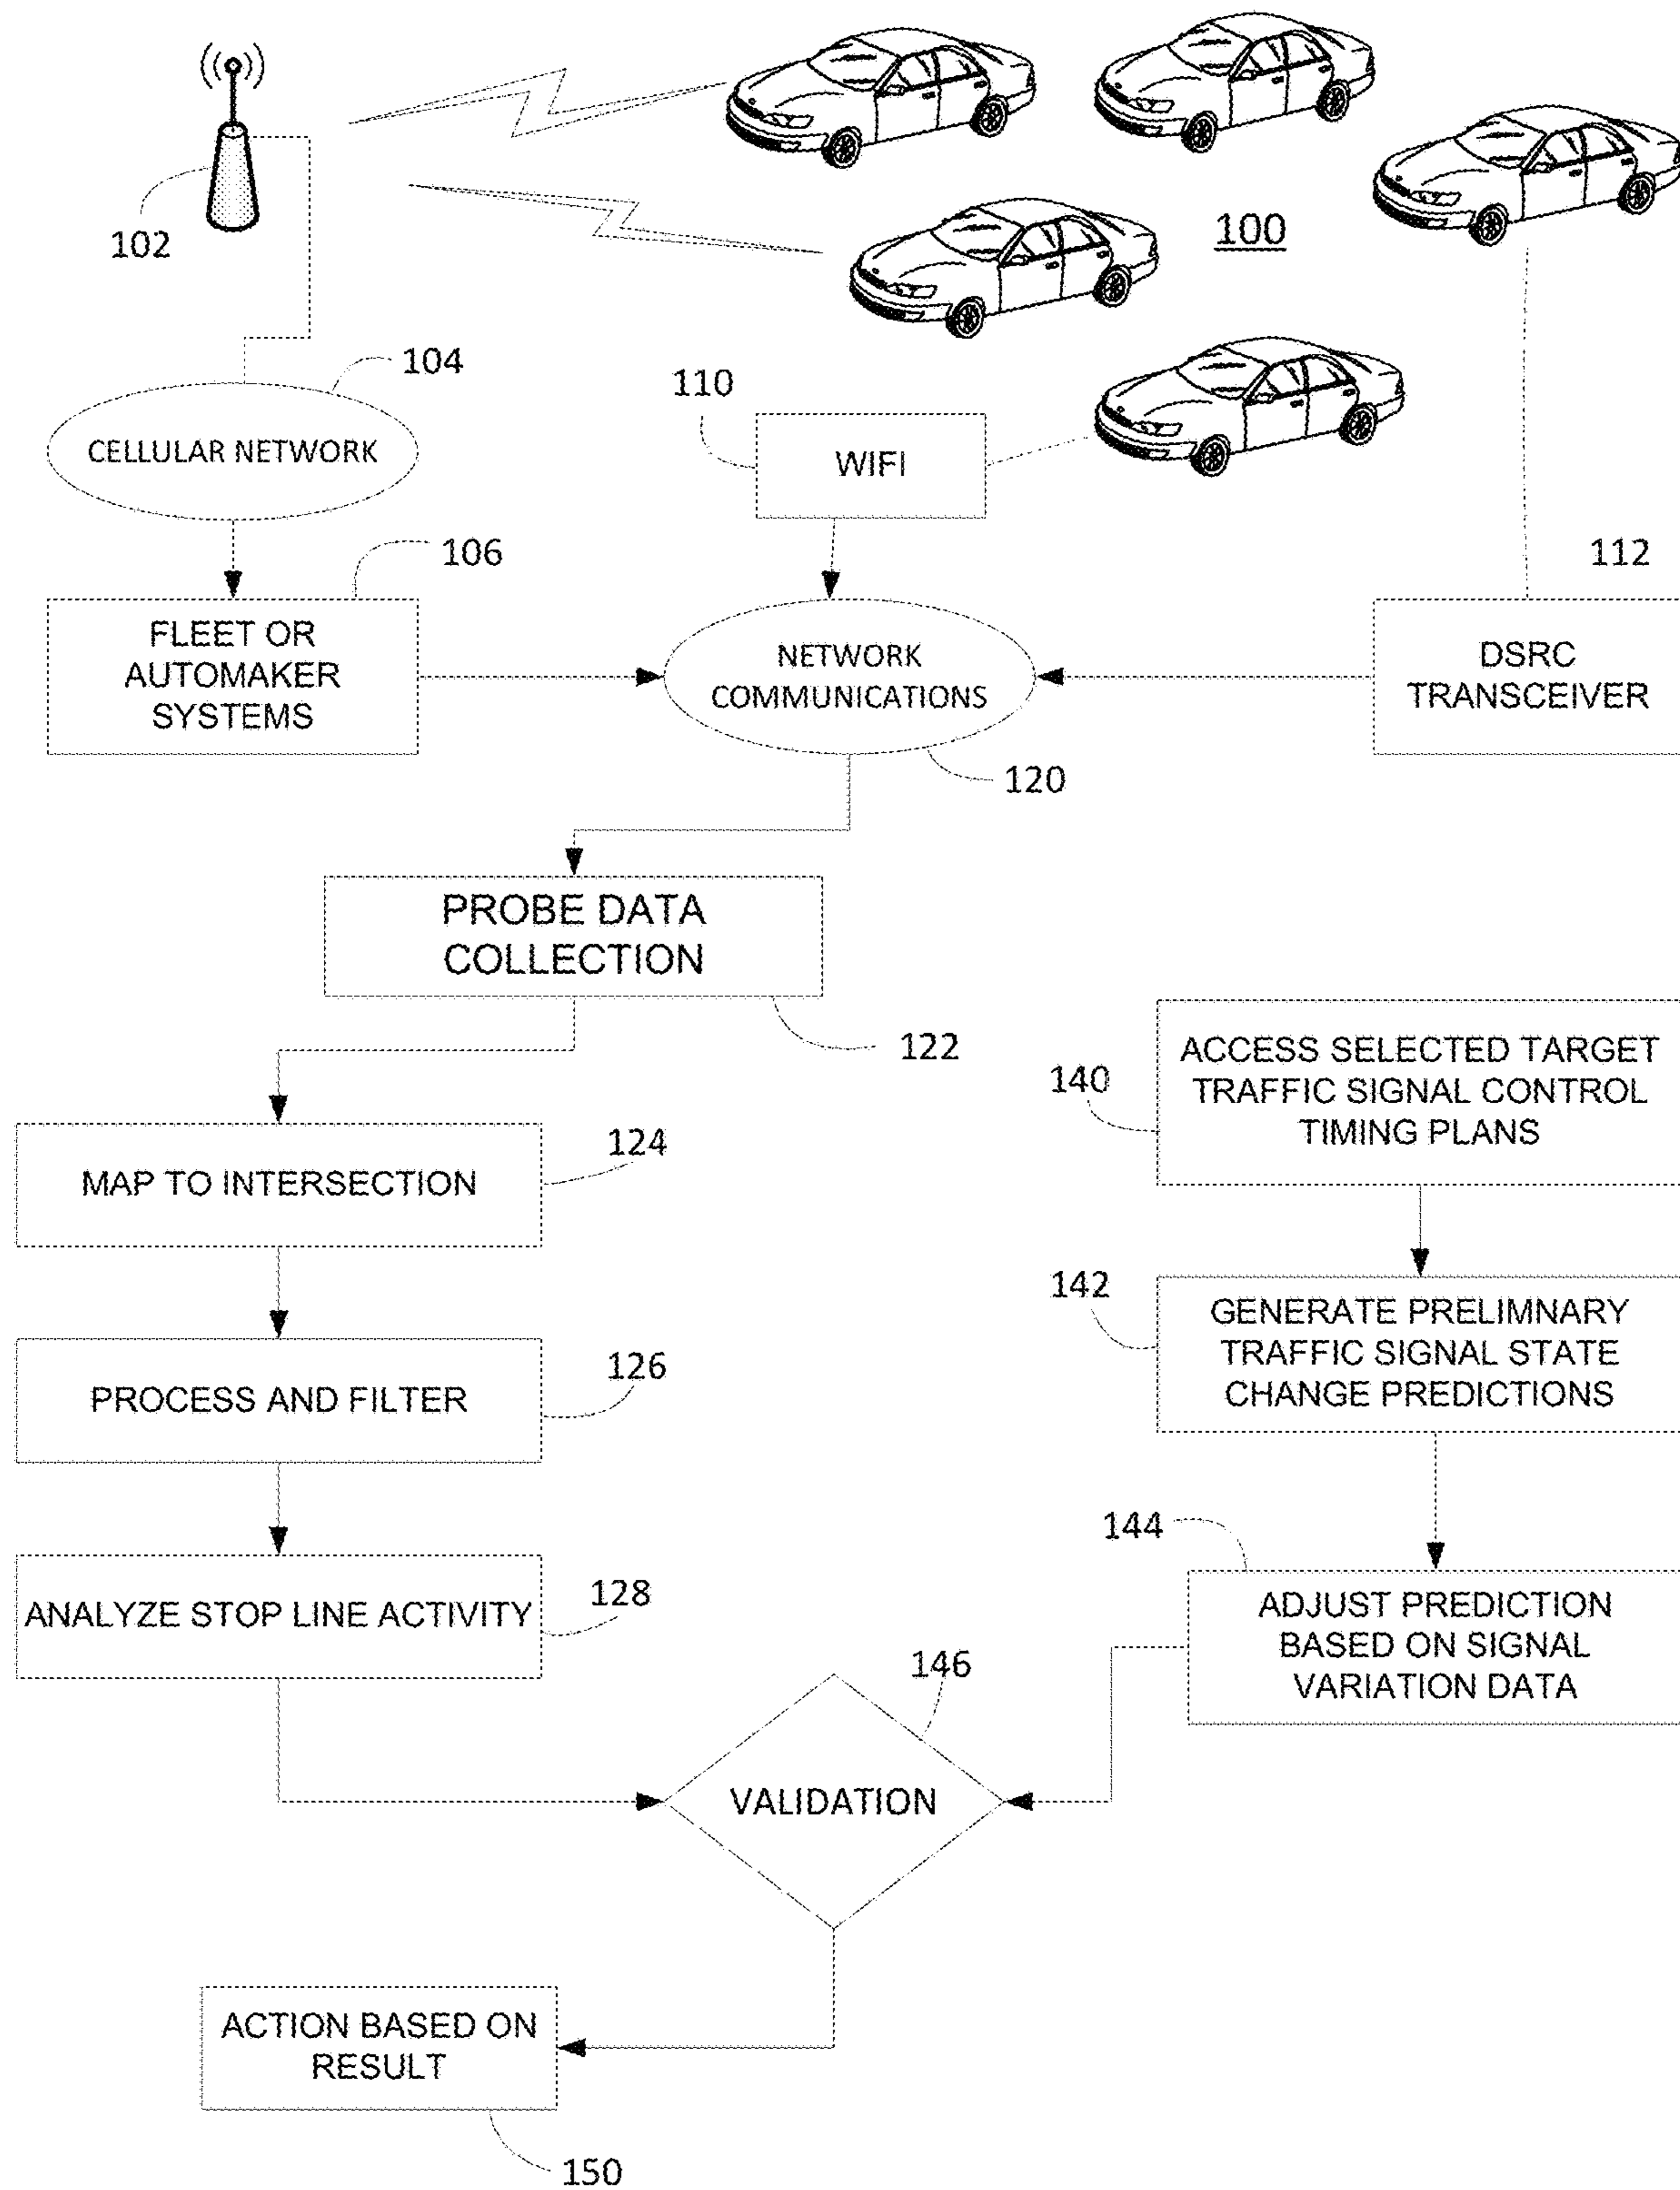 102
100
104
CELLULAR NETWORK
110
WIFI
106
112
FLEET OR
AUTOMAKER
SYSTEMS
NETWORK
COMMUNICATIONS
DSRC
TRANSCEIVER
120
PROBE DATA
COLLECTION
122
ACCESS SELECTED TARGET
TRAFFIC SIGNAL CONTROL
TIMING PLANS
140
124
MAP TO INTERSECTION
142
GENERATE PRELIMNARY
TRAFFIC SIGNAL STATE
CHANGE PREDICTIONS
126
PROCESS AND FILTER
144
ADJUST PREDICTION
BASED ON SIGNAL
VARIATION DATA
128
ANALYZE STOP LINE ACTIVITY
146
VALIDATION
ACTION BASED ON
RESULT
150